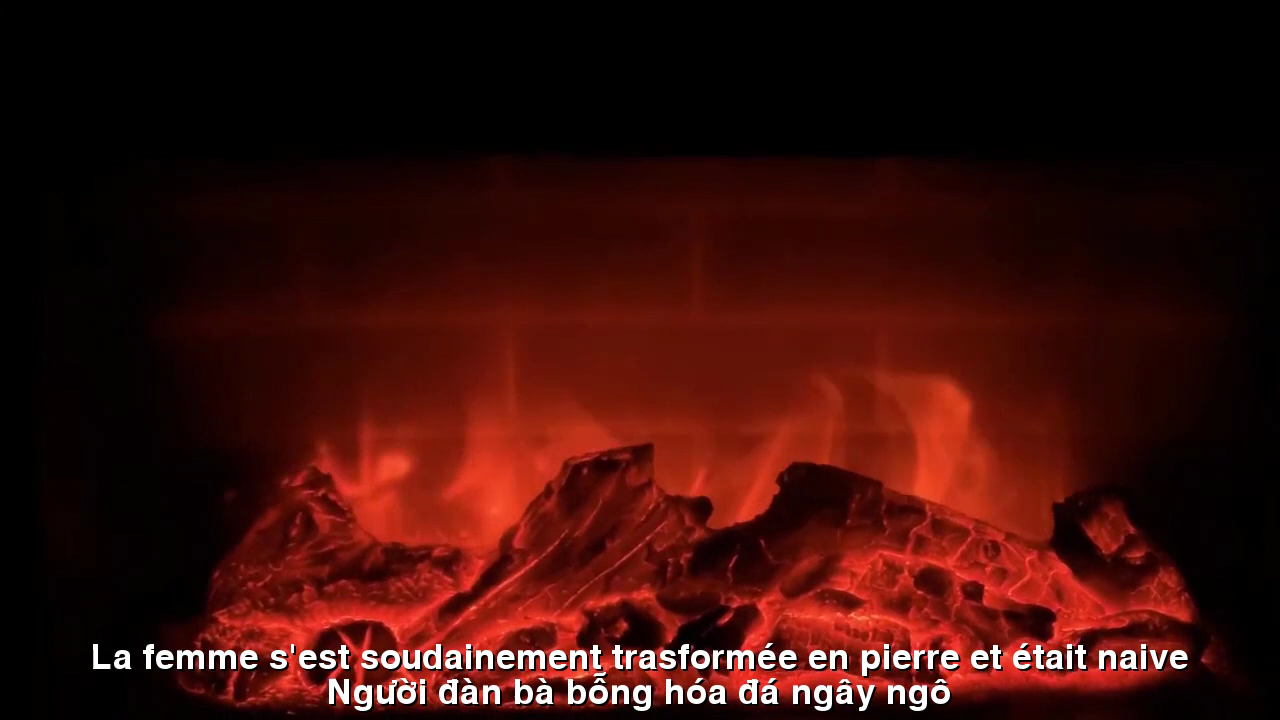 La femme s'est soudainement trasformée en pierre et était naive
Người đàn bà bỗng hóa đá ngây ngô